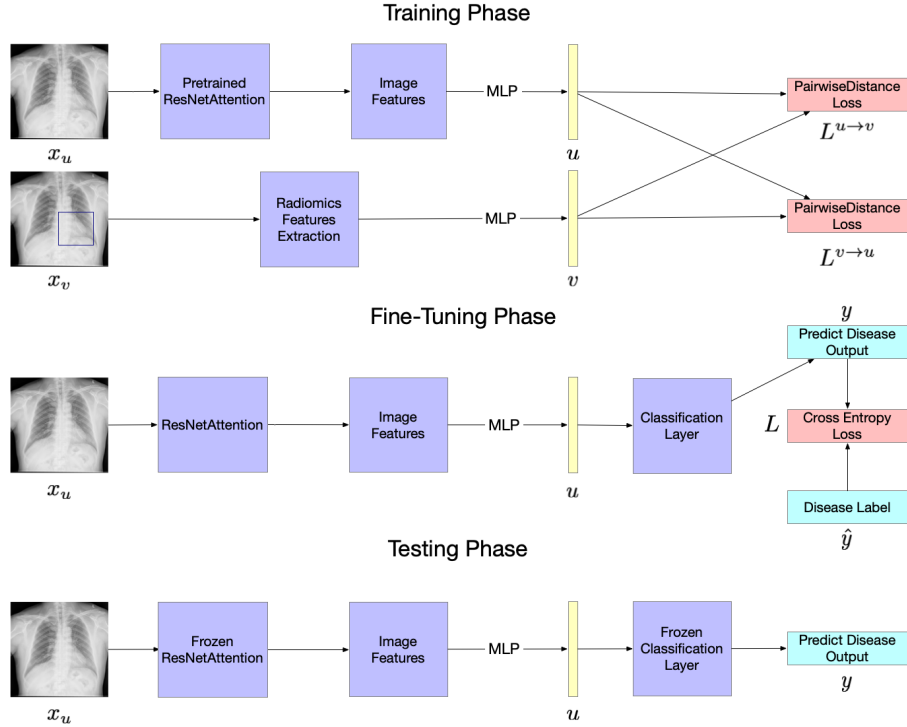 Training Phase
Pretrained
ResNetAttention
Image
Features
MLP
PairwiseDistance
Loss
x_u
u
L^{u→v}
Radiomics
Features
Extraction
MLP
PairwiseDistance
Loss
x_v
v
L^{v→u}
Fine-Tuning Phase
y
Predict Disease
Output
ResNetAttention
Image
Features
MLP
Classification
Layer
L
Cross Entropy
Loss
x_u
u
Disease Label
ŷ
Testing Phase
Frozen
ResNetAttention
Image
Features
MLP
Frozen
Classification
Layer
Predict Disease
Output
x_u
u
y